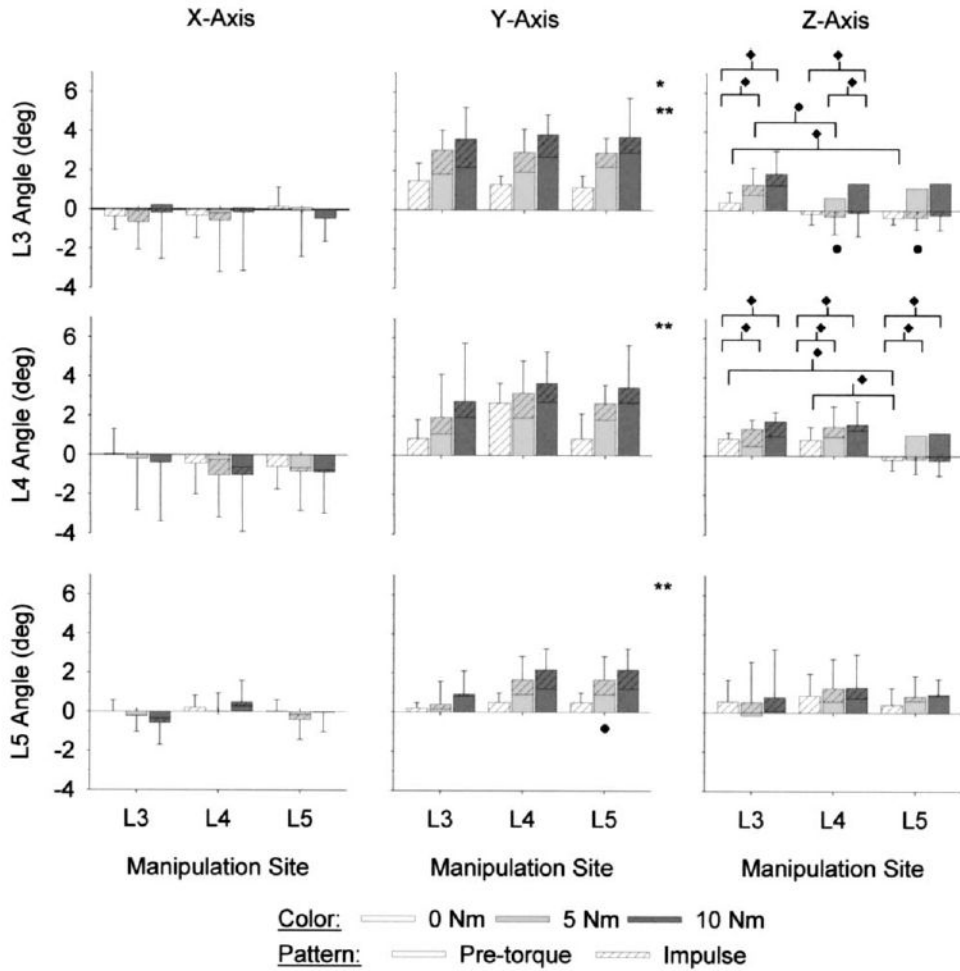 X-Axis Y-Axis Z-Axis
L3 Angle (deg)
6
4
2
0
-2
-4
*
**
L4 Angle (deg)
6
4
2
0
-2
-4
**
L5 Angle (deg)
6
4
2
0
-2
-4
**
L3 L4 L5 L3 L4 L5 L3 L4 L5
Manipulation Site Manipulation Site Manipulation Site
Color: 0 Nm 5 Nm 10 Nm
Pattern: Pre-torque Impulse